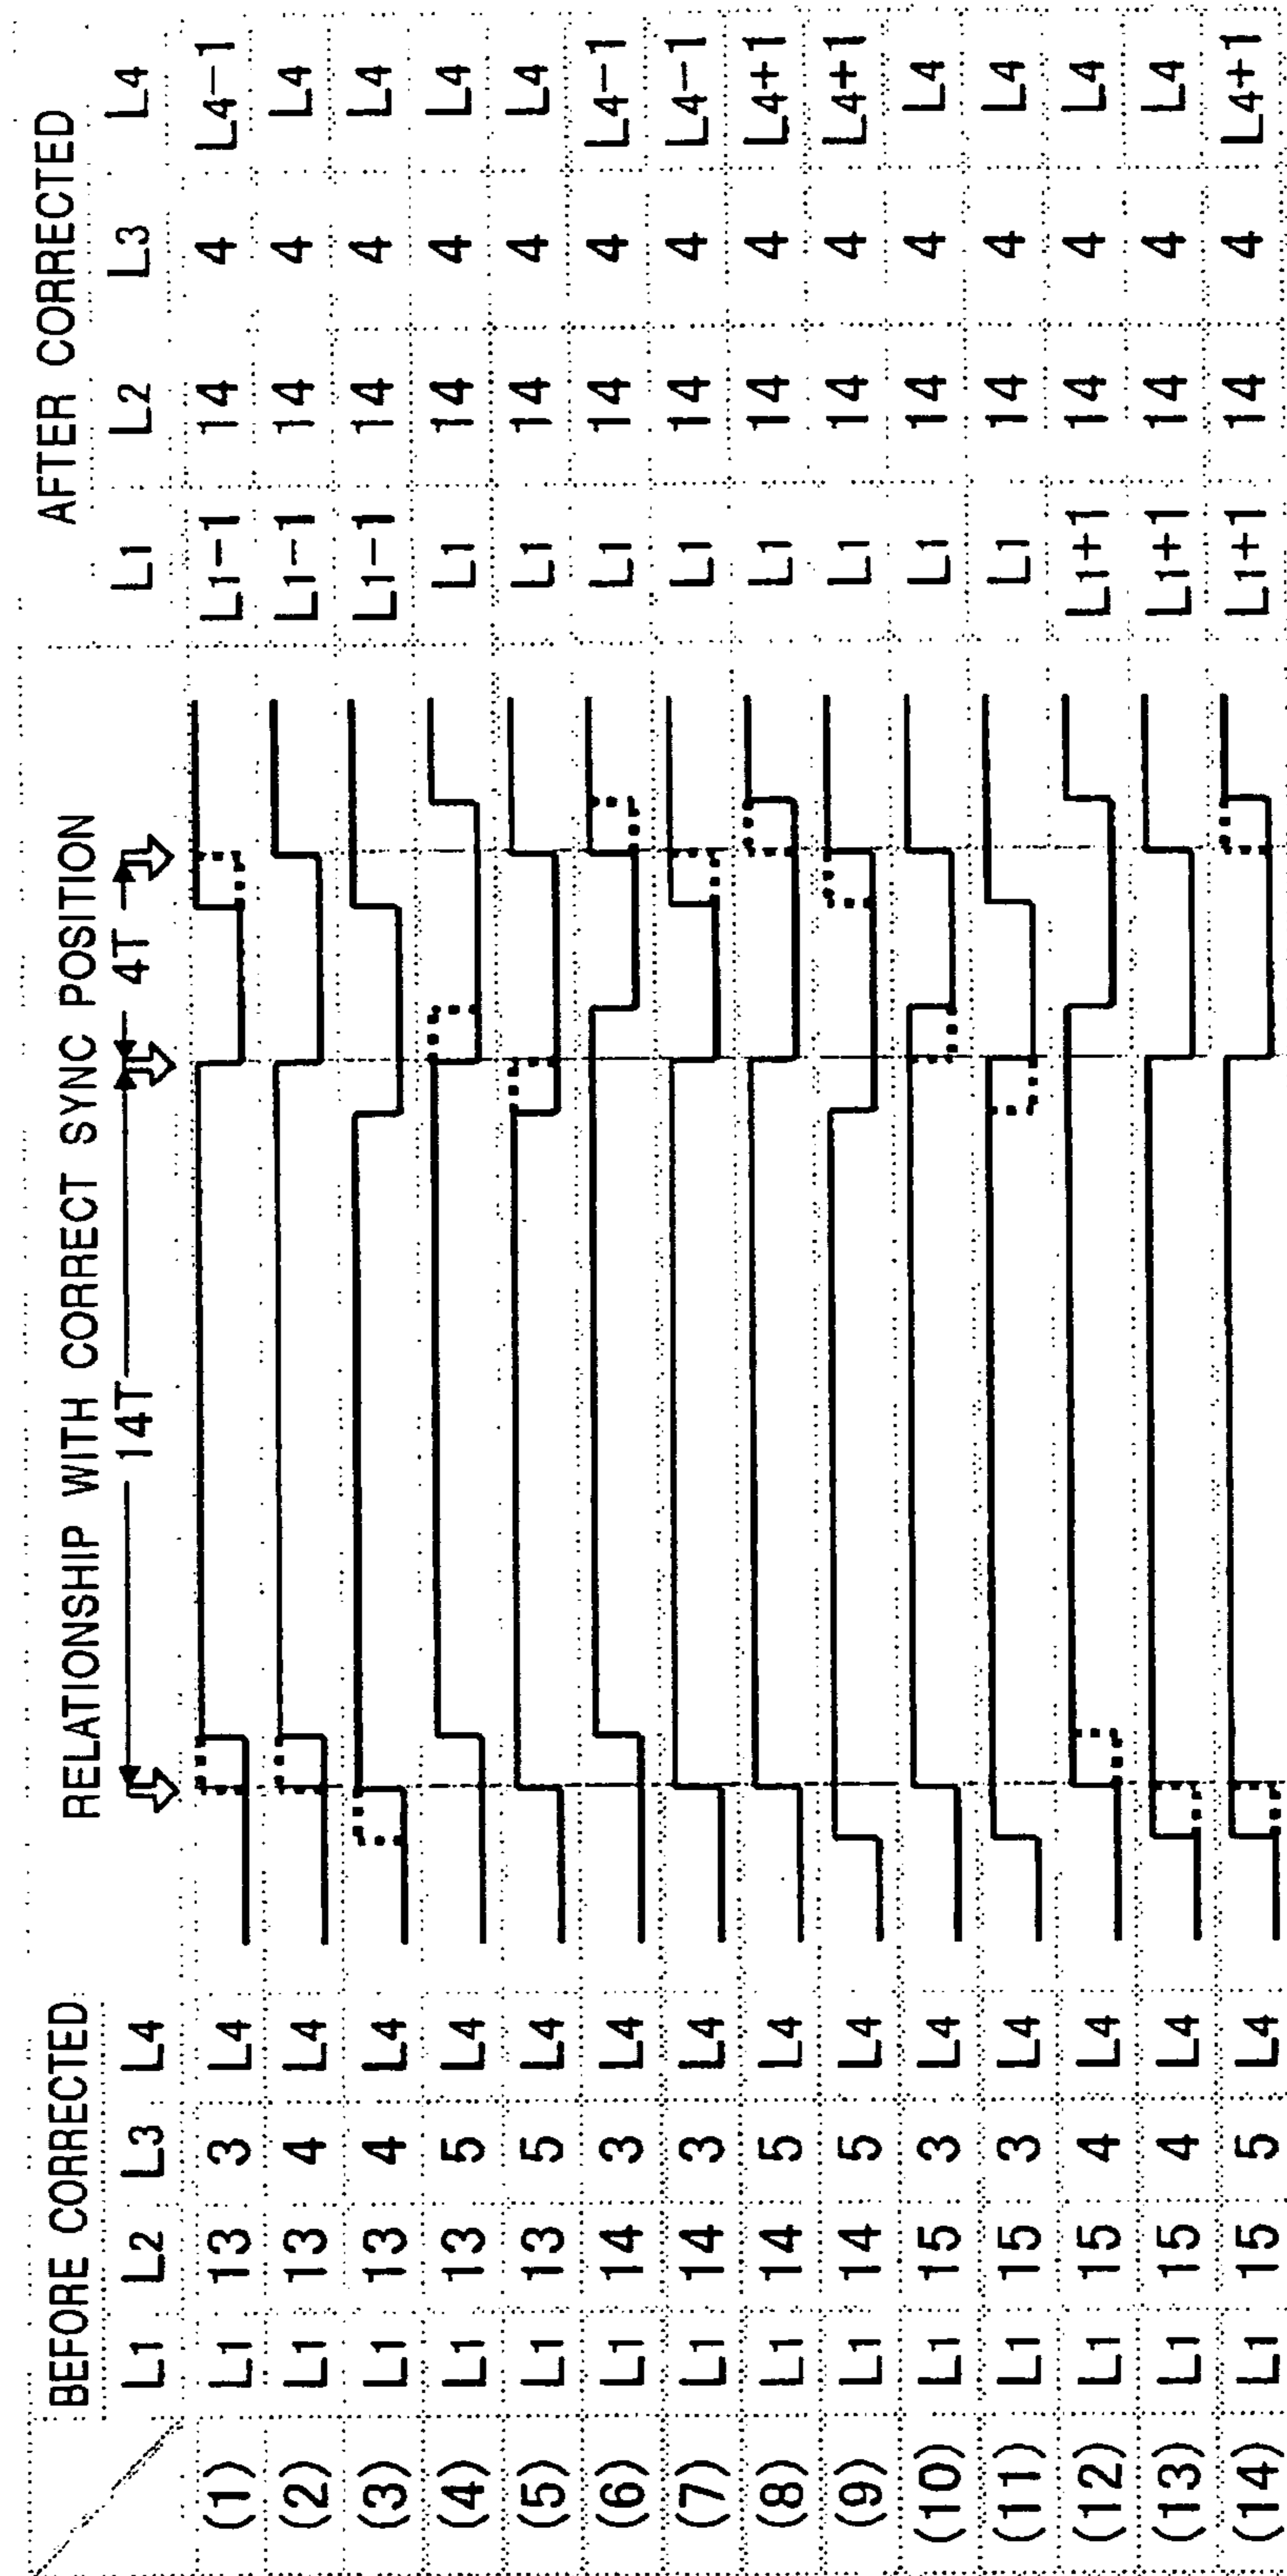 BEFORE CORRECTED RELATIONSHIP WITH CORRECT SYNC POSITION AFTER CORRECTED
L1 L2 L3 L4 14T 4T L1 L2 L3 L4
(1) L1 13 3 L4 L1-1 14 4 L4-1
(2) L1 13 4 L4 L1-1 14 4 L4
(3) L1 13 4 L4 L1-1 14 4 L4
(4) L1 13 5 L4 L1 14 4 L4
(5) L1 13 5 L4 L1 14 4 L4
(6) L1 14 3 L4 L1 14 4 L4-1
(7) L1 14 3 L4 L1 14 4 L4-1
(8) L1 14 5 L4 L1 14 4 L4+1
(9) L1 14 5 L4 L1 14 4 L4+1
(10) L1 15 3 L4 L1 14 4 L4
(11) L1 15 3 L4 L1 14 4 L4
(12) L1 15 4 L4 L1+1 14 4 L4
(13) L1 15 4 L4 L1+1 14 4 L4
(14) L1 15 5 L4 L1+1 14 4 L4+1